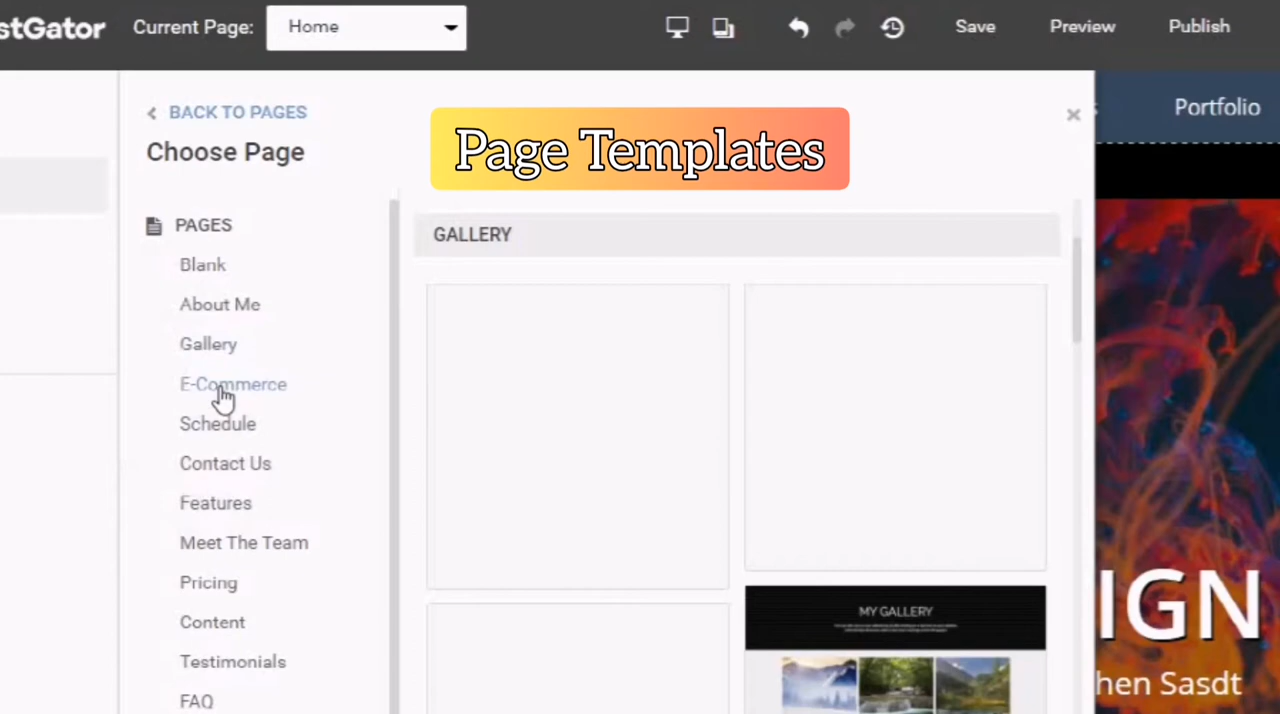 stGator Current Page: Home Save Preview Publish
BACK TO PAGES
Choose Page
Page Templates
Portfolio
PAGES
GALLERY
Blank
About Me
Gallery
E-Commerce
Schedule
Contact Us
Features
Meet The Team
Pricing
Content
Testimonials
FAQ
MY GALLERY
IGN
hen Sasdt